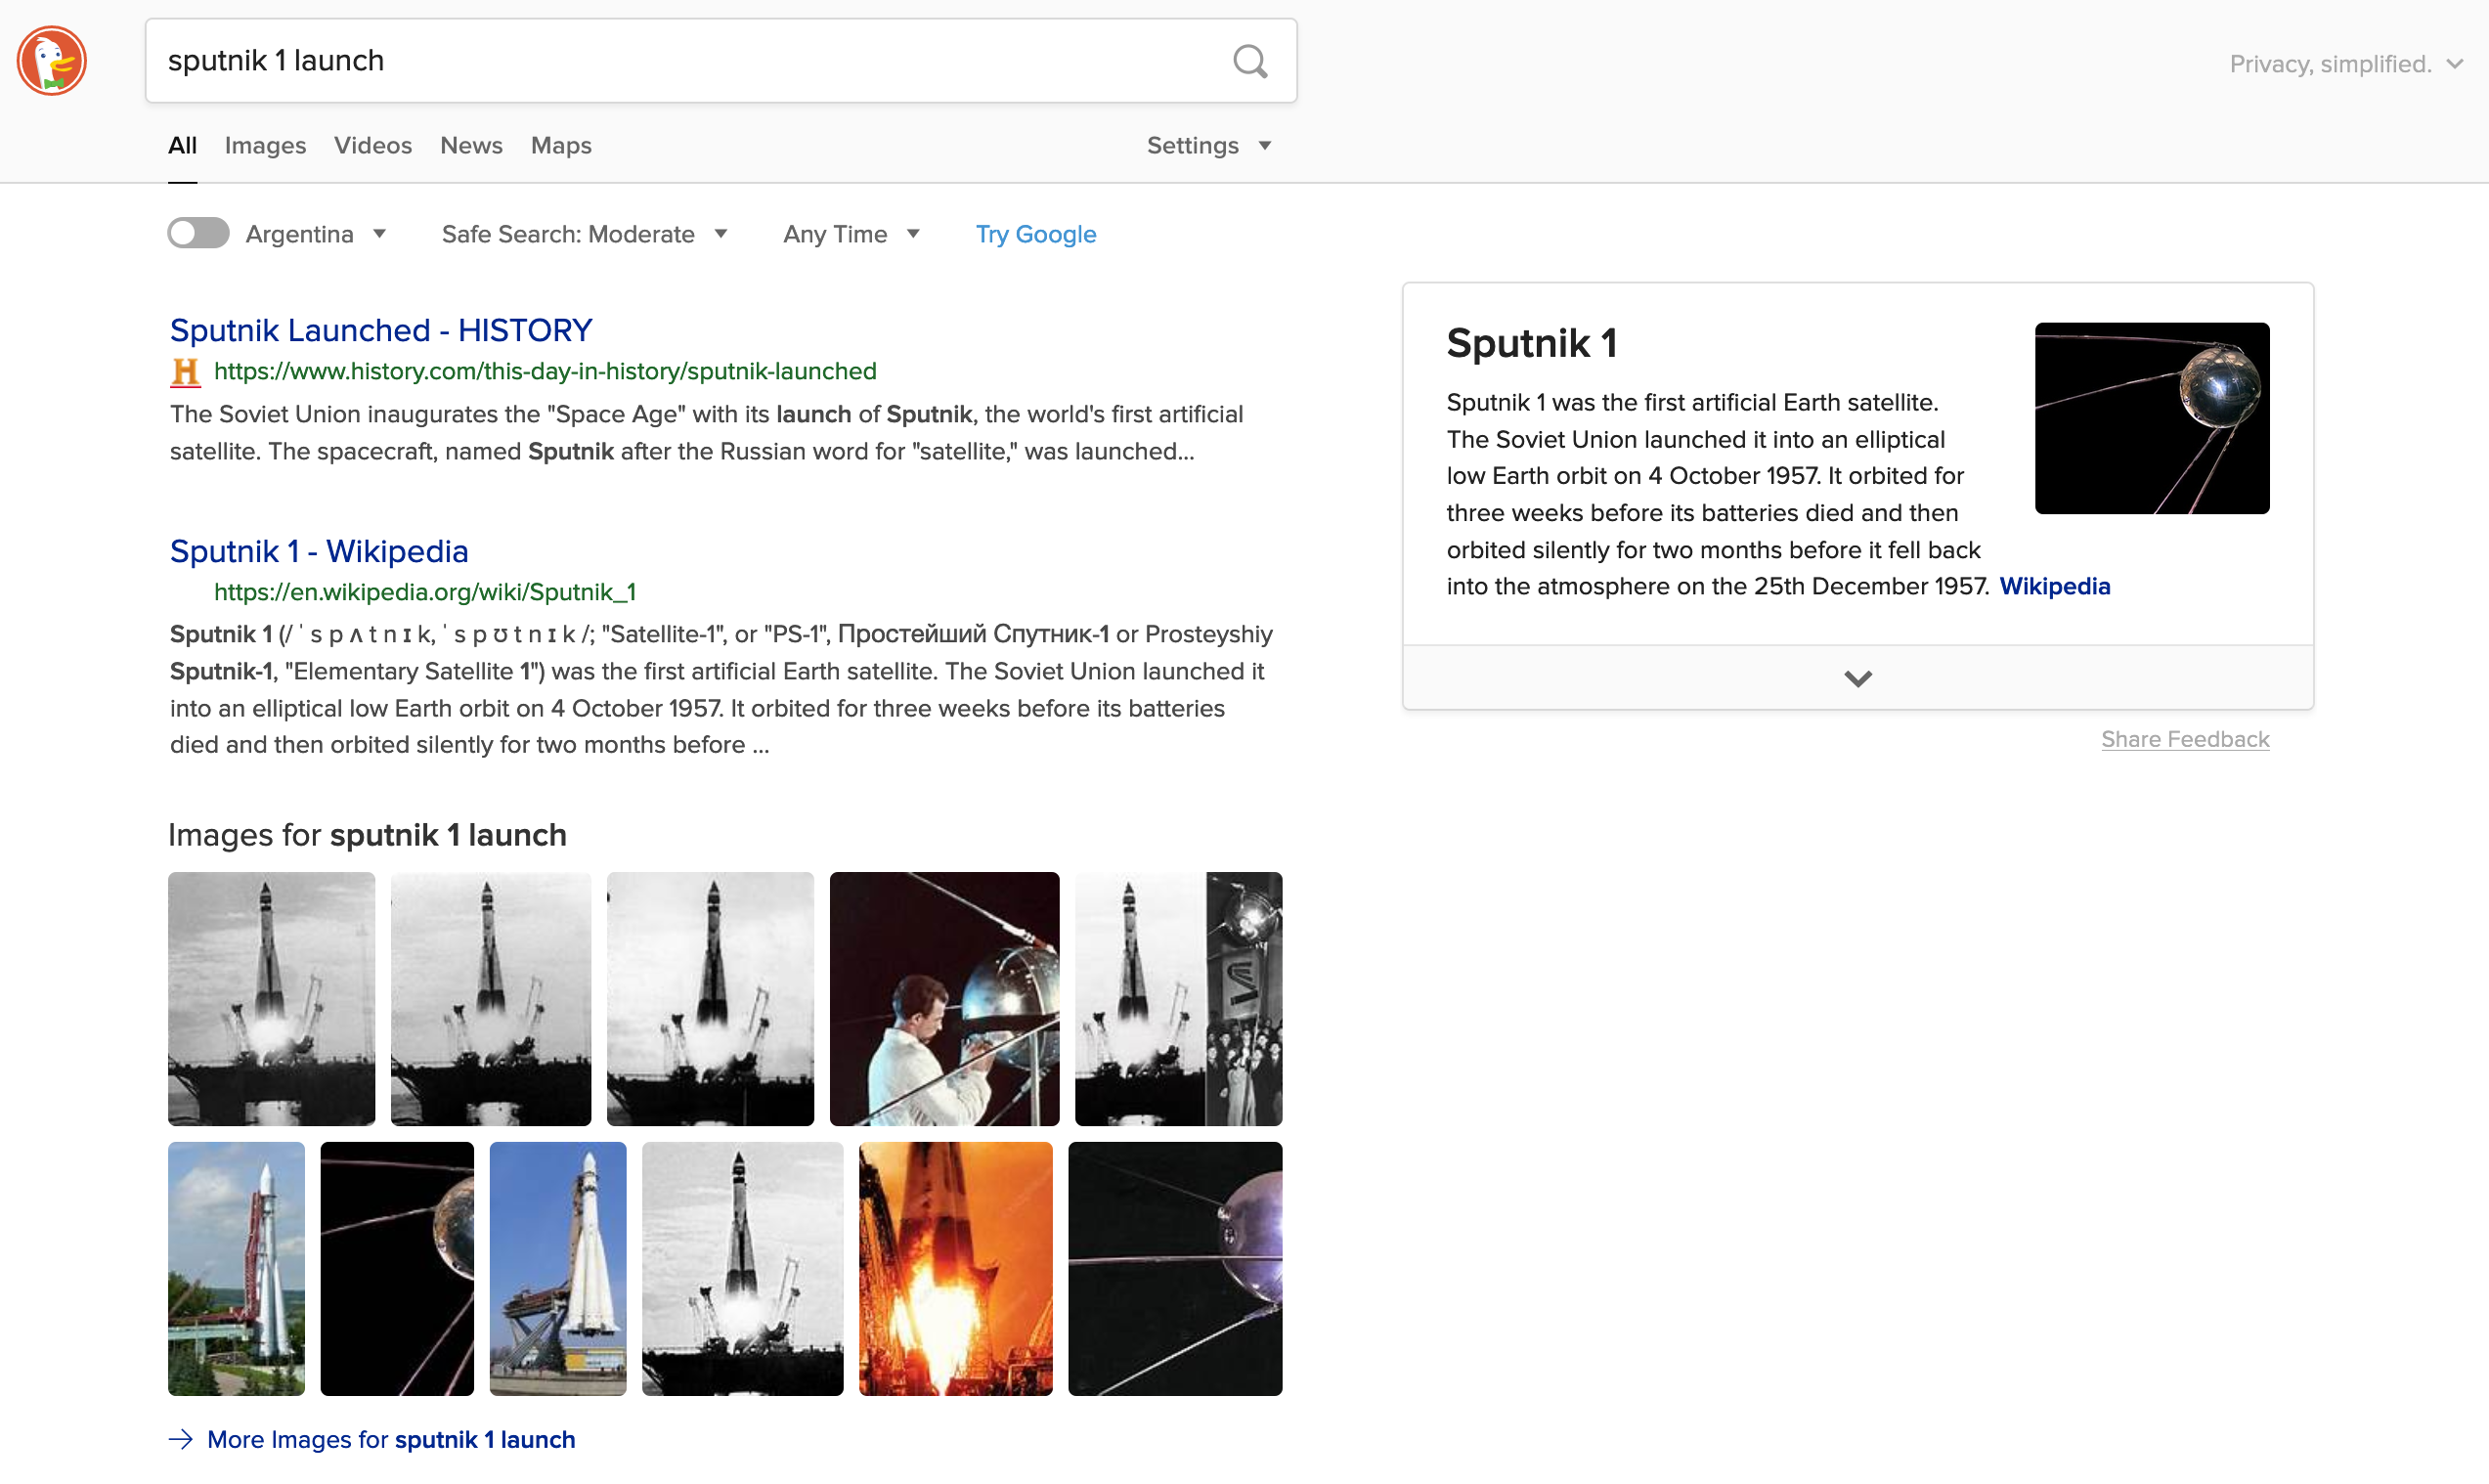 sputnik 1 launch
Privacy, simplified.
All Images Videos News Maps Settings
Argentina Safe Search: Moderate Any Time Try Google
Sputnik Launched - HISTORY
H https://www.history.com/this-day-in-history/sputnik-launched
The Soviet Union inaugurates the "Space Age" with its launch of Sputnik, the world's first artificial
satellite. The spacecraft, named Sputnik after the Russian word for "satellite," was launched...
Sputnik 1 - Wikipedia
https://en.wikipedia.org/wiki/Sputnik_1
Sputnik 1 (/ ˈ s p ʌ t n ɪ k, ˈ s p ʊ t n ɪ k /; "Satellite-1", or "PS-1", Простейший Спутник-1 or Prosteyshiy
Sputnik-1, "Elementary Satellite 1") was the first artificial Earth satellite. The Soviet Union launched it
into an elliptical low Earth orbit on 4 October 1957. It orbited for three weeks before its batteries
died and then orbited silently for two months before ...
Images for sputnik 1 launch
More Images for sputnik 1 launch
Sputnik 1
Sputnik 1 was the first artificial Earth satellite.
The Soviet Union launched it into an elliptical
low Earth orbit on 4 October 1957. It orbited for
three weeks before its batteries died and then
orbited silently for two months before it fell back
into the atmosphere on the 25th December 1957. Wikipedia
Share Feedback